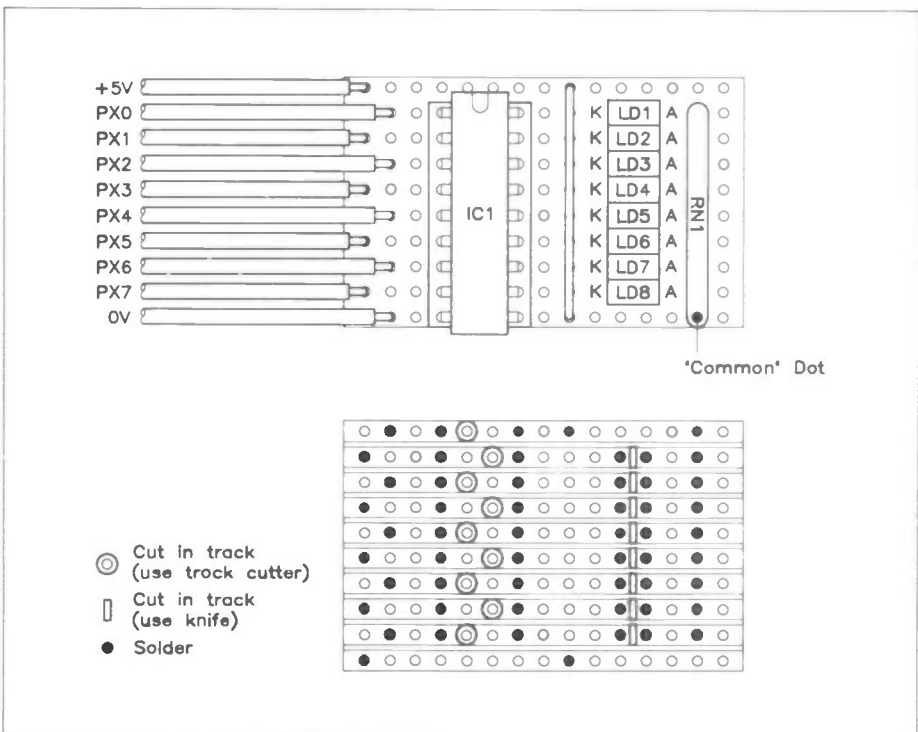 +5V
PX0
K LD1 A
PX1
K LD2 A
PX2
K LD3 A
PX3
K LD4 A
PX4
IC1
K LD5 A
RN1
PX5
K LD6 A
PX6
K LD7 A
PX7
K LD8 A
0V
'Common' Dot
Cut in track
(use trock cutter)
Cut in track
(use knife)
Solder